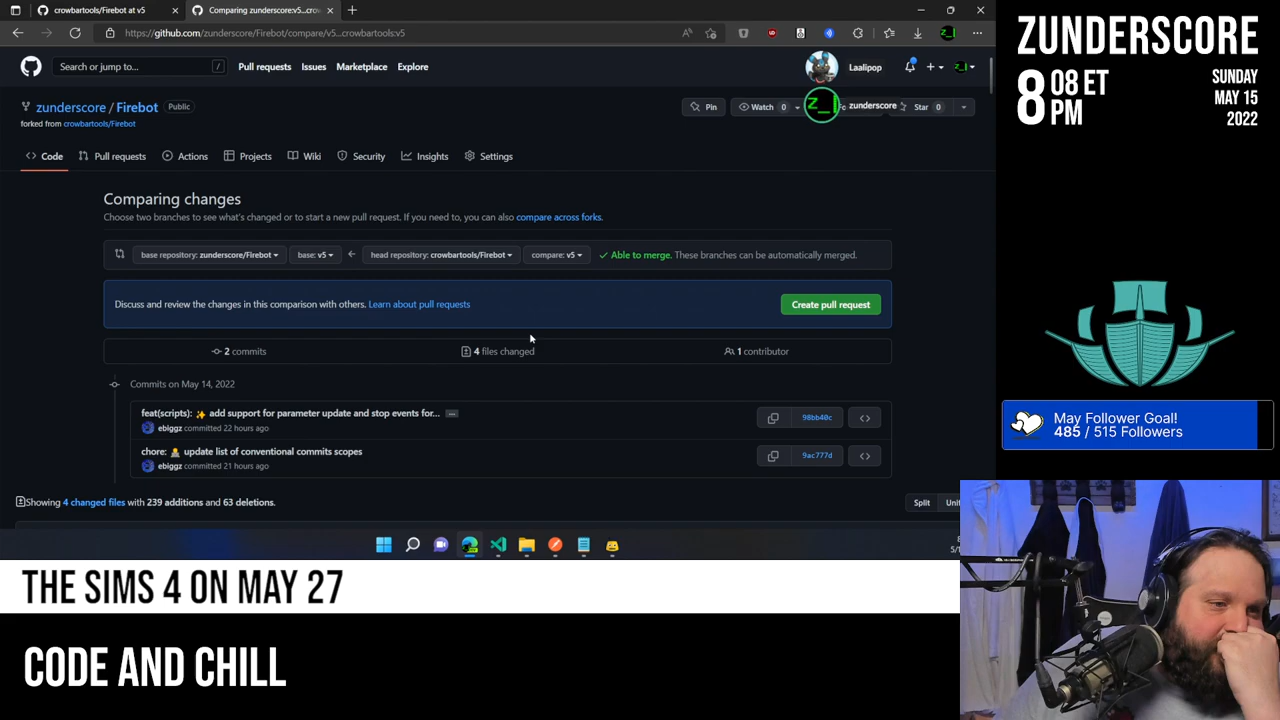 crowbartools/Firebot at v5
Comparing zunderscore:v5...crow
https://github.com/zunderscore/Firebot/compare/v5...crowbartools:v5
Search or jump to...
/
Pull requests
Issues
Marketplace
Explore
Laalipop
zunderscore / Firebot
Public
forked from crowbartools/Firebot
Pin
Watch 0
zunderscore
Star 0
Code
Pull requests
Actions
Projects
Wiki
Security
Insights
Settings
Comparing changes
Choose two branches to see what's changed or to start a new pull request. If you need to, you can also compare across forks.
base repository: zunderscore/Firebot
base: v5
head repository: crowbartools/Firebot
compare: v5
Able to merge. These branches can be automatically merged.
Discuss and review the changes in this comparison with others. Learn about pull requests
Create pull request
2 commits
4 files changed
1 contributor
Commits on May 14, 2022
feat(scripts): ✨ add support for parameter update and stop events for...
98bb40c
ebiggz committed 22 hours ago
chore: update list of conventional commits scopes
9ac777d
ebiggz committed 21 hours ago
Showing 4 changed files with 239 additions and 63 deletions.
Split
ZUNDERSCORE
8 08 ET
PM
SUNDAY
MAY 15
2022
May Follower Goal!
485 / 515 Followers
THE SIMS 4 ON MAY 27
CODE AND CHILL